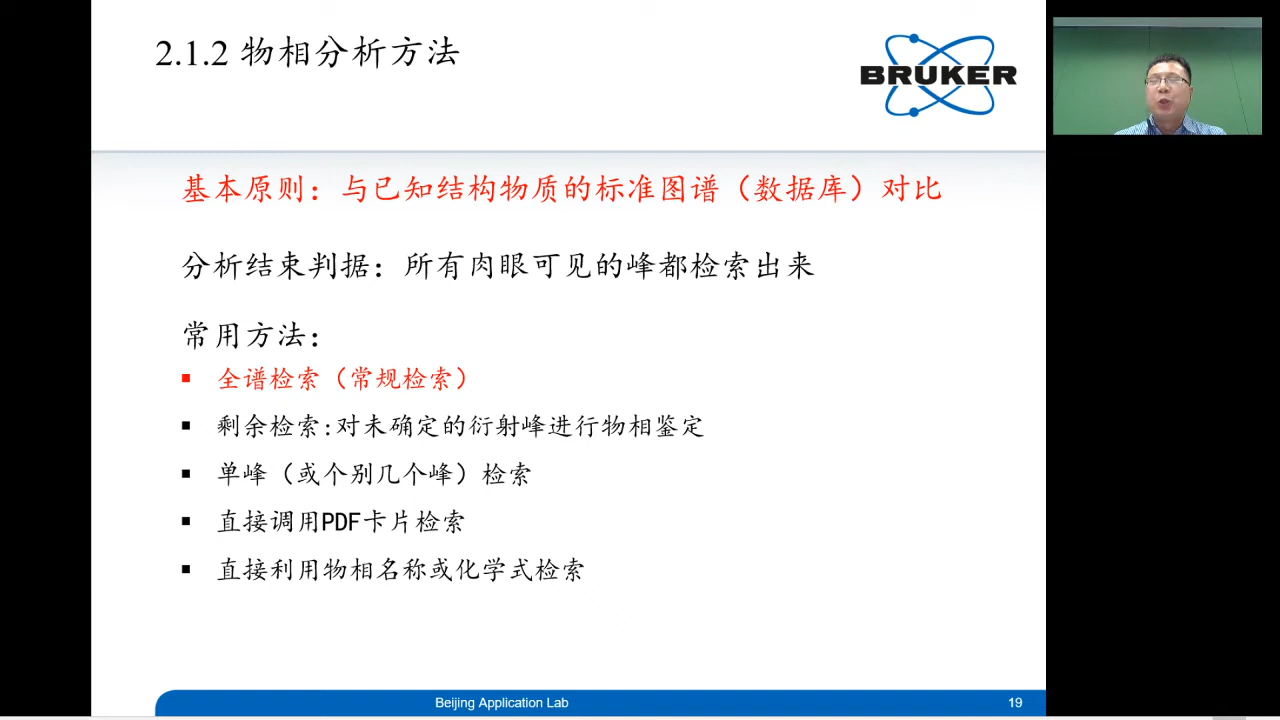 2.1.2 物相分析方法
BRUKER
基本原则：与已知结构物质的标准图谱（数据库）对比
分析结束判据：所有肉眼可见的峰都检索出来
常用方法：
▪ 全谱检索（常规检索）
▪ 剩余检索:对未确定的衍射峰进行物相鉴定
▪ 单峰（或个别几个峰）检索
▪ 直接调用PDF卡片检索
▪ 直接利用物相名称或化学式检索
Beijing Application Lab
19